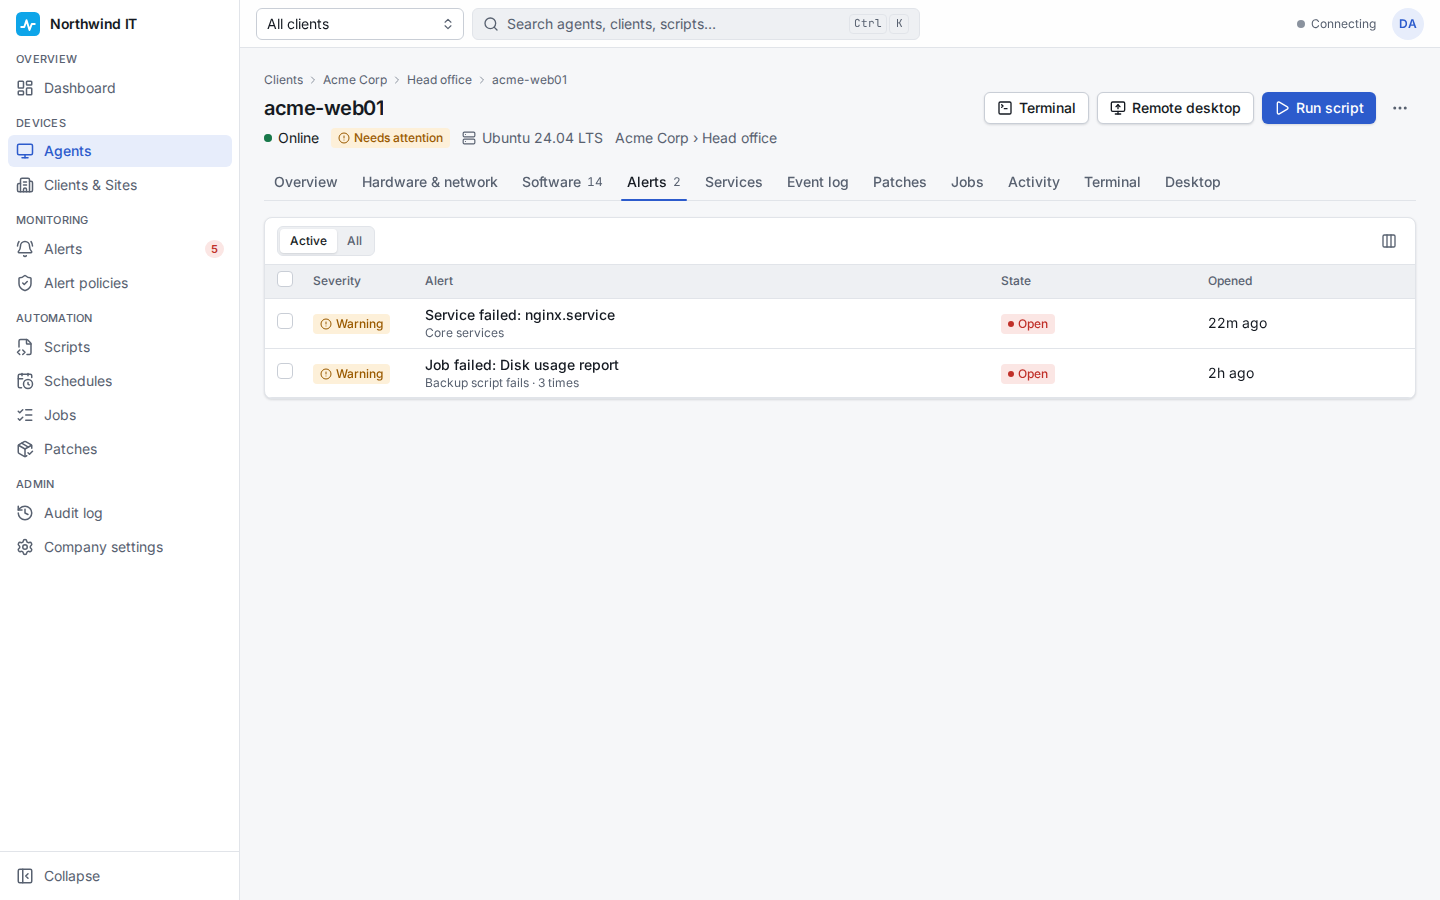 Northwind IT
All clients
Search agents, clients, scripts...
Ctrl K
Connecting
DA
OVERVIEW
Dashboard
DEVICES
Agents
Clients & Sites
MONITORING
Alerts 5
Alert policies
AUTOMATION
Scripts
Schedules
Jobs
Patches
ADMIN
Audit log
Company settings
Collapse
Clients > Acme Corp > Head office > acme-web01
acme-web01
Terminal
Remote desktop
Run script
Online
Needs attention
Ubuntu 24.04 LTS
Acme Corp › Head office
Overview
Hardware & network
Software 14
Alerts 2
Services
Event log
Patches
Jobs
Activity
Terminal
Desktop
Active
All
Severity Alert State Opened
Warning Service failed: nginx.service Open 22m ago
Core services
Warning Job failed: Disk usage report Open 2h ago
Backup script fails · 3 times